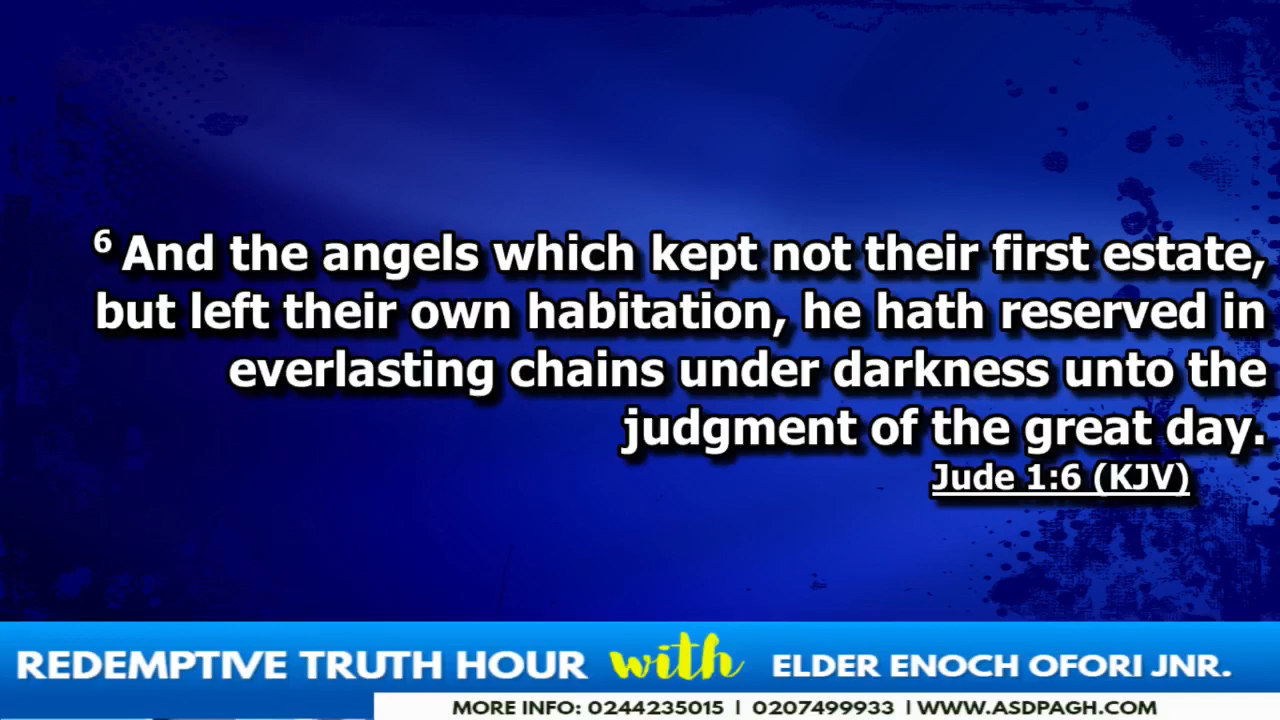 6 And the angels which kept not their first estate,
but left their own habitation, he hath reserved in
everlasting chains under darkness unto the
judgment of the great day.
Jude 1:6 (KJV)
REDEMPTIVE TRUTH HOUR with ELDER ENOCH OFORI JNR.
MORE INFO: 0244235015 | 0207499933 | WWW.ASDPAGH.COM